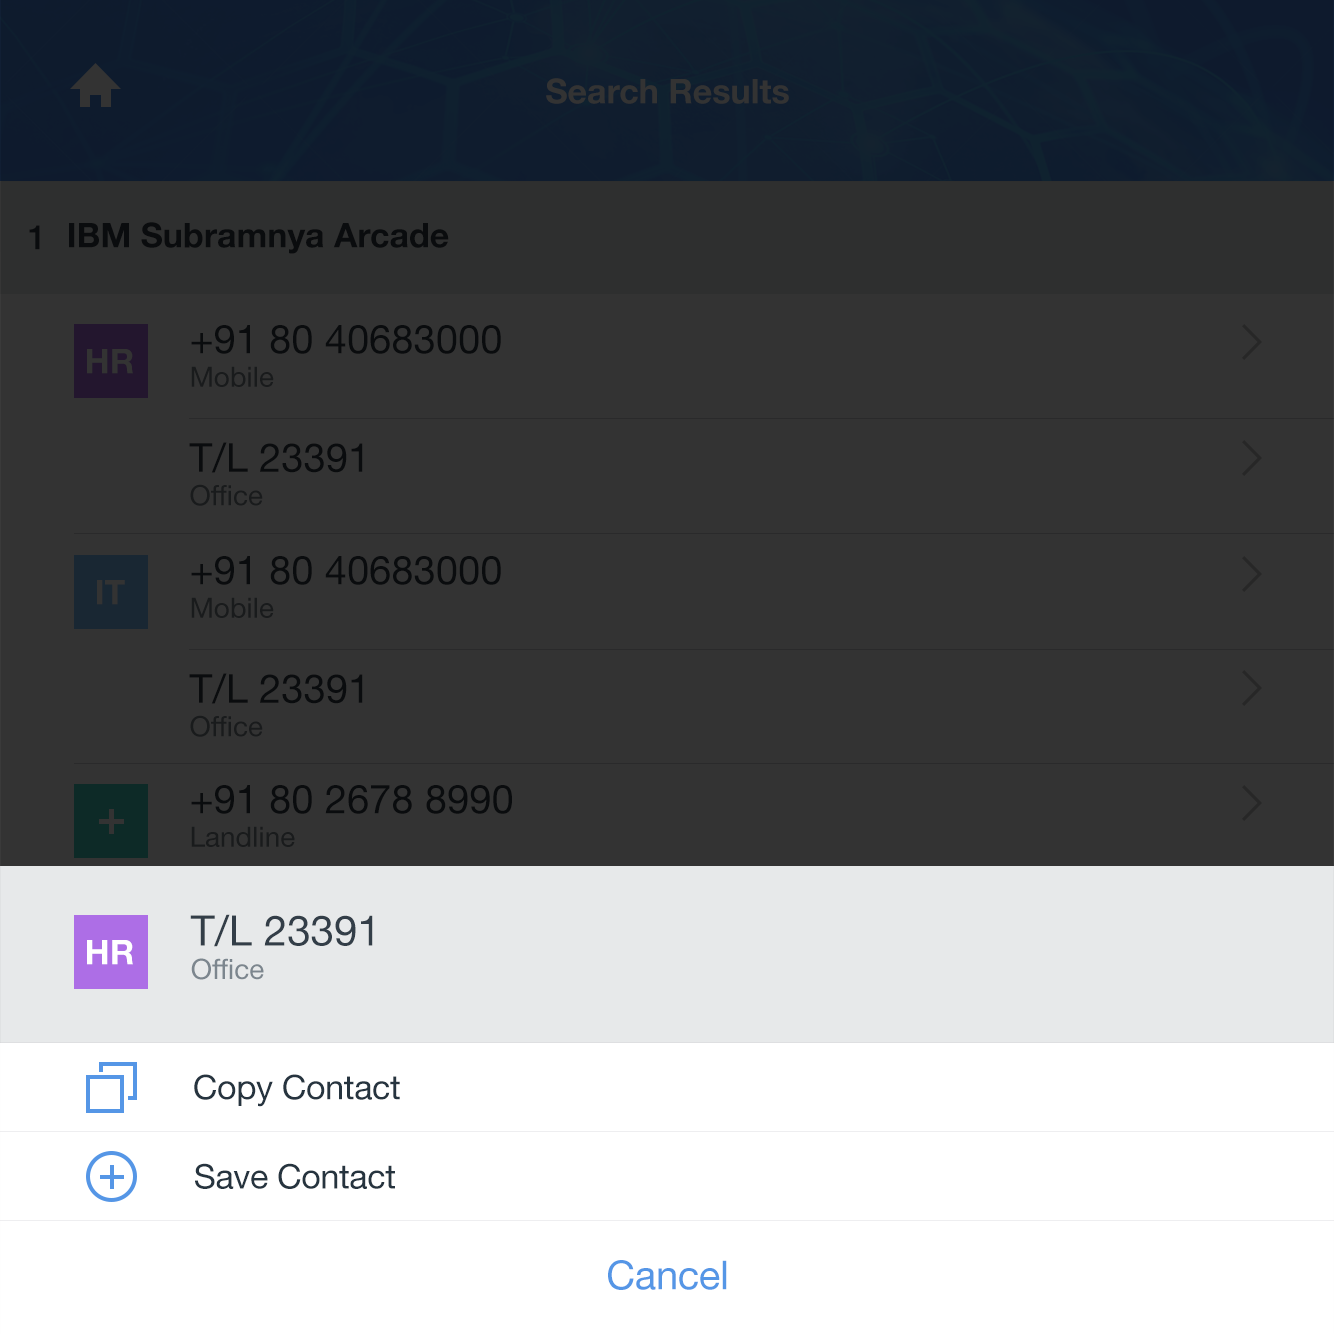 Search Results
1 IBM Subramnya Arcade
HR +91 80 40683000
Mobile
T/L 23391
Office
IT +91 80 40683000
Mobile
T/L 23391
Office
+ +91 80 2678 8990
Landline
HR T/L 23391
Office
Copy Contact
Save Contact
Cancel